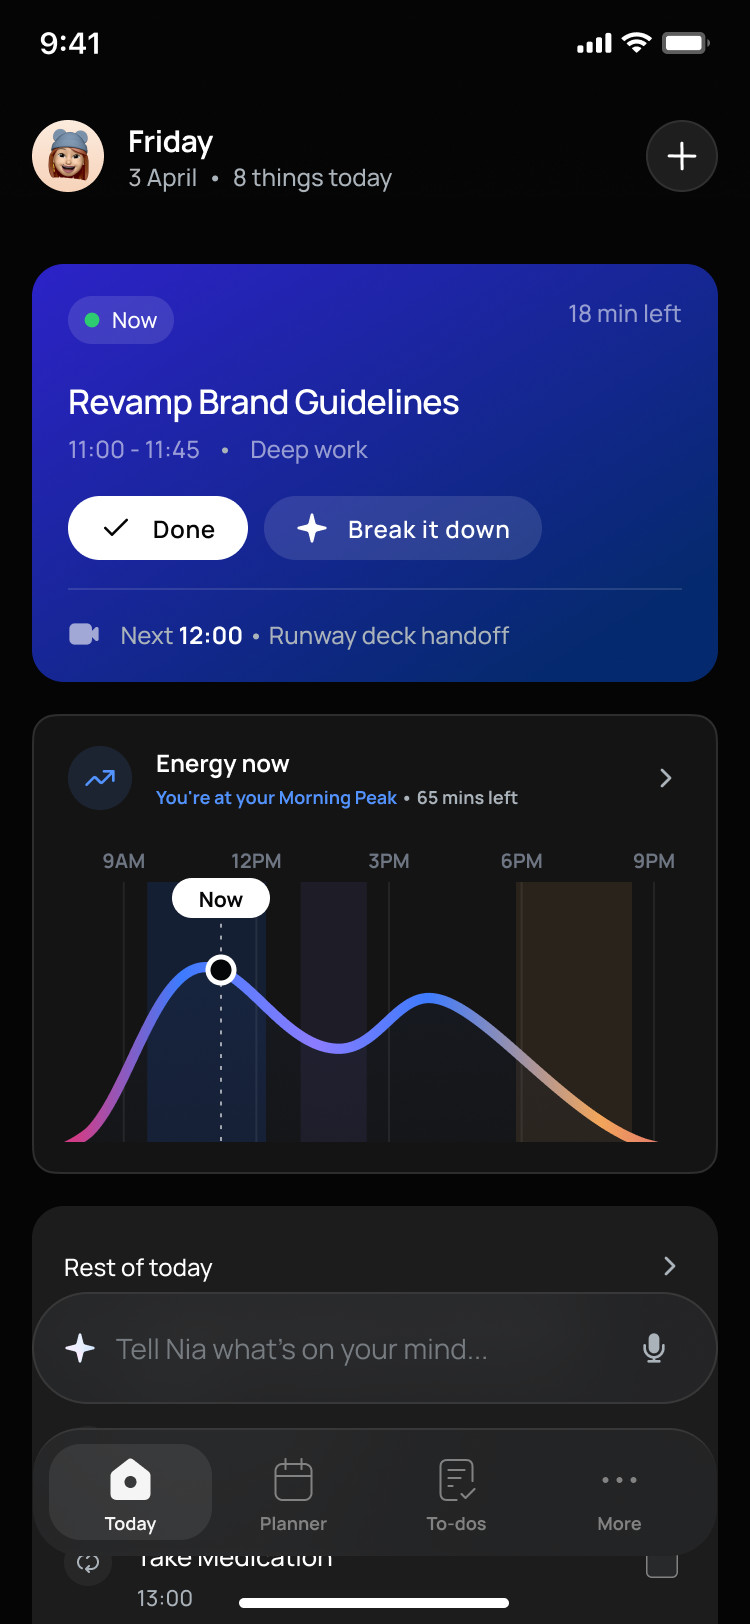 9:41
Friday
3 April • 8 things today
Now
18 min left
Revamp Brand Guidelines
11:00 - 11:45 • Deep work
Done
Break it down
Next 12:00 • Runway deck handoff
Energy now
You're at your Morning Peak • 65 mins left
9AM 12PM 3PM 6PM 9PM
Now
Rest of today
Tell Nia what's on your mind...
Today Planner To-dos More
Take Medication
13:00